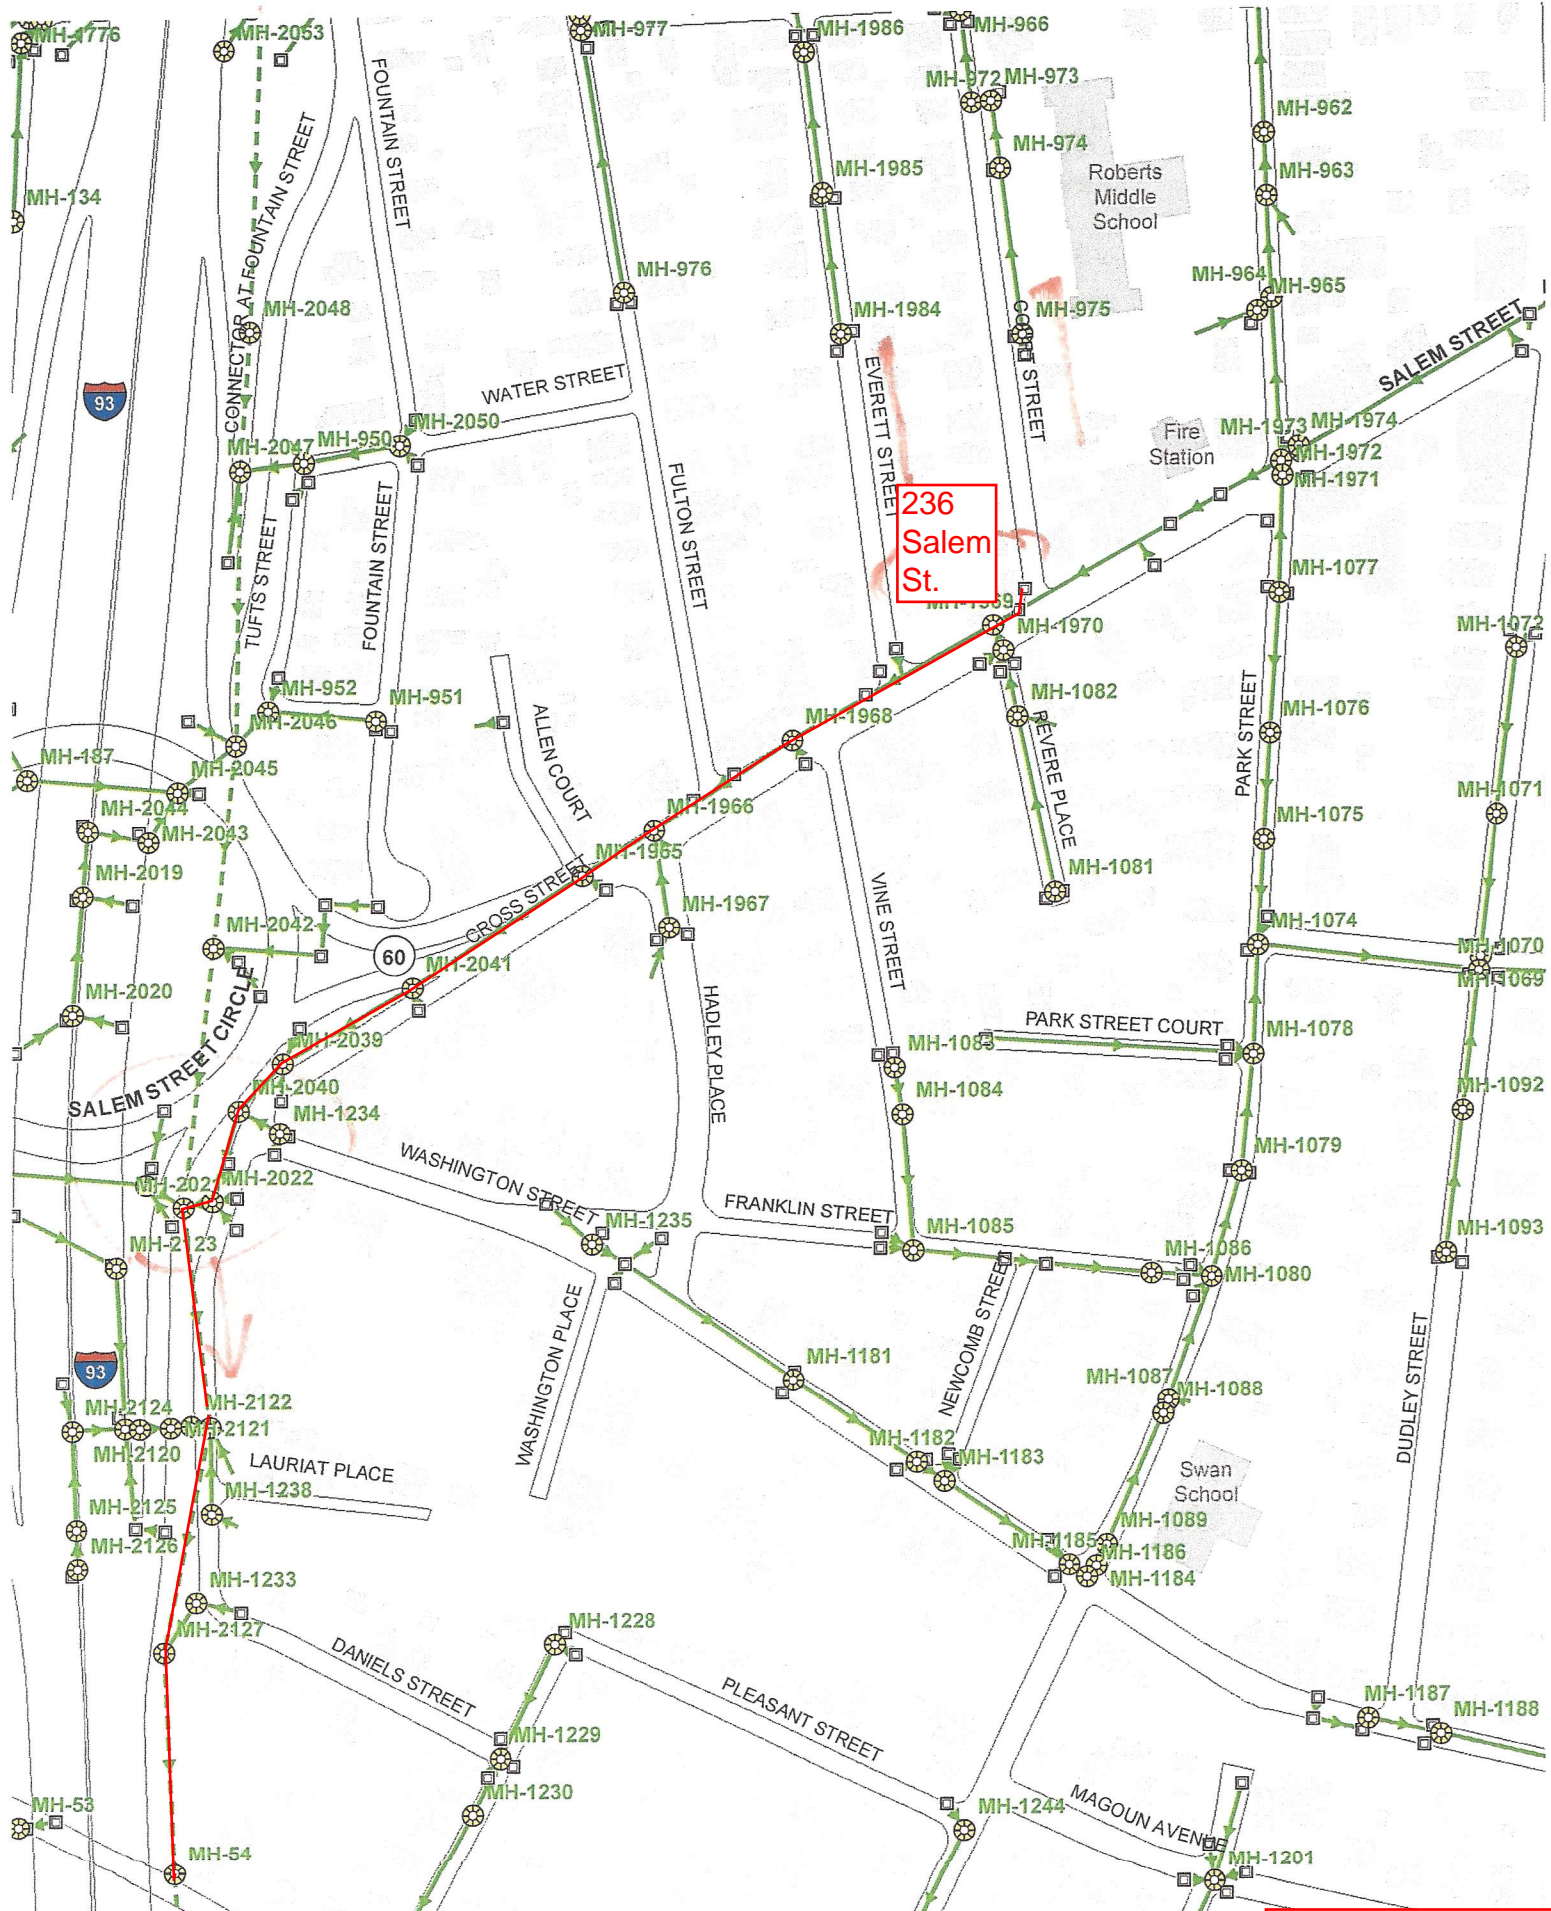 MH-1776
MH-2053
MH-977
MH-1986
MH-966
MH-972
MH-973
FOUNTAIN STREET
MH-962
MH-974
MH-985
MH-963
Roberts
Middle
School
MH-134
CONNECTOR AT FOUNTAIN STREET
MH-976
MH-964
MH-965
MH-2048
MH-1984
MH-975
COURT STREET
SALEM STREET
93
WATER STREET
EVERETT STREET
MH-2047
MH-950
MH-2050
Fire
Station
MH-1973
MH-1974
MH-1972
MH-1971
FULTON STREET
236
Salem
St.
TUFTS STREET
FOUNTAIN STREET
MH-1077
MH-1969
MH-1970
MH-1072
MH-952
MH-951
MH-1082
REVERE PLACE
MH-2046
ALLEN COURT
MH-1968
PARK STREET
MH-1076
MH-187
MH-2045
MH-2044
MH-2043
MH-1966
MH-1071
MH-1075
MH-1965
MH-2019
CROSS STREET
VINE STREET
MH-1081
MH-2042
MH-1967
MH-1074
MH-1070
MH-1069
60
MH-2041
MH-2020
SALEM STREET CIRCLE
HADLEY PLACE
PARK STREET COURT
MH-2039
MH-1083
MH-1078
MH-2040
MH-1234
MH-1084
MH-1092
WASHINGTON STREET
MH-1079
MH-2022
FRANKLIN STREET
MH-1235
MH-1085
MH-1086
MH-1093
MH-2123
MH-1080
WASHINGTON PLACE
NEWCOMB STREET
93
MH-1181
MH-1087
MH-1088
DUDLEY STREET
MH-2122
MH-2124
MH-2121
MH-2120
MH-1182
MH-1183
LAURIAT PLACE
Swan
School
MH-1238
MH-2125
MH-2126
MH-1089
MH-1185
MH-1186
MH-1184
MH-1233
MH-2127
MH-1228
DANIELS STREET
PLEASANT STREET
MH-1187
MH-1188
MH-1229
MH-1230
MH-53
MH-1244
MAGOUN AVENUE
MH-54
MH-1201